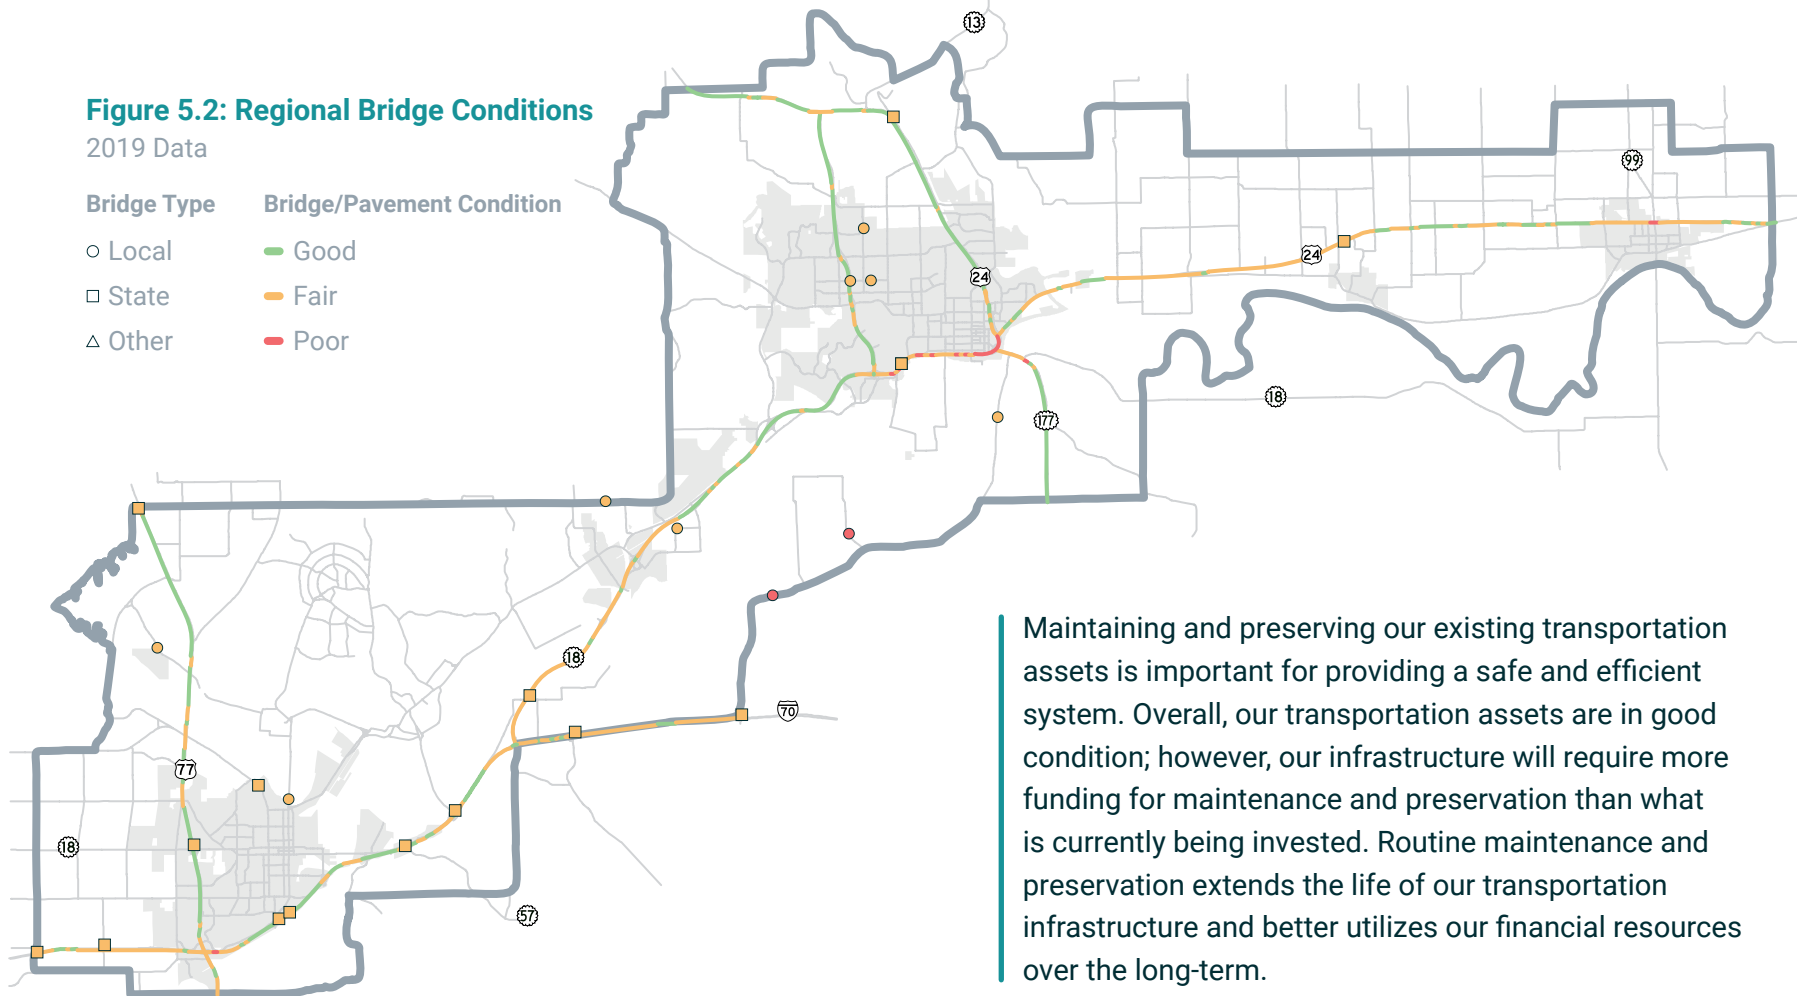 Figure 5.2: Regional Bridge Conditions
2019 Data
Bridge Type
Bridge/Pavement Condition
Local
Good
State
Fair
Other
Poor
13
99
24
24
18
177
18
70
77
18
57
Maintaining and preserving our existing transportation
assets is important for providing a safe and efficient
system. Overall, our transportation assets are in good
condition; however, our infrastructure will require more
funding for maintenance and preservation than what
is currently being invested. Routine maintenance and
preservation extends the life of our transportation
infrastructure and better utilizes our financial resources
over the long-term.